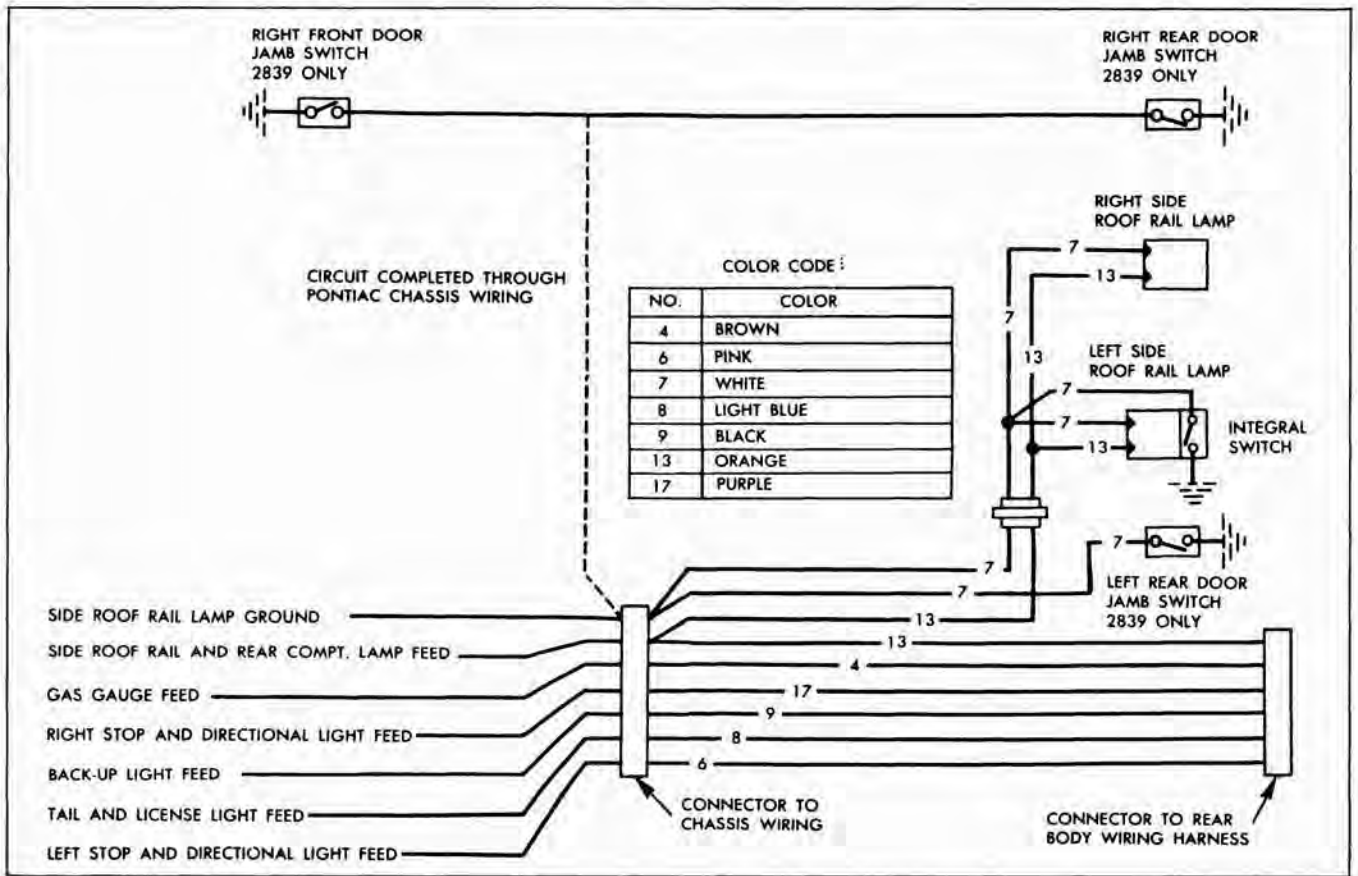 RIGHT FRONT DOOR
JAMB SWITCH
2839 ONLY
RIGHT REAR DOOR
JAMB SWITCH
2839 ONLY
CIRCUIT COMPLETED THROUGH
PONTIAC CHASSIS WIRING
COLOR CODE:
NO. COLOR
4 BROWN
6 PINK
7 WHITE
8 LIGHT BLUE
9 BLACK
13 ORANGE
17 PURPLE
RIGHT SIDE
ROOF RAIL LAMP
7
13
7
13
LEFT SIDE
ROOF RAIL LAMP
7
7
13
INTEGRAL
SWITCH
7
LEFT REAR DOOR
JAMB SWITCH
2839 ONLY
7
7
13
SIDE ROOF RAIL LAMP GROUND
SIDE ROOF RAIL AND REAR COMPT. LAMP FEED
13
GAS GAUGE FEED
4
RIGHT STOP AND DIRECTIONAL LIGHT FEED
17
BACK-UP LIGHT FEED
9
TAIL AND LICENSE LIGHT FEED
8
LEFT STOP AND DIRECTIONAL LIGHT FEED
6
CONNECTOR TO
CHASSIS WIRING
CONNECTOR TO REAR
BODY WIRING HARNESS